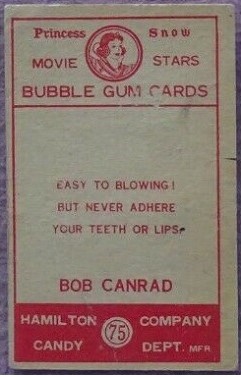 Princess Snow
MOVIE STARS
BUBBLE GUM CARDS
EASY TO BLOWING!
BUT NEVER ADHERE
YOUR TEETH OR LIPS
BOB CANRAD
HAMILTON 75 COMPANY
CANDY DEPT. MFR